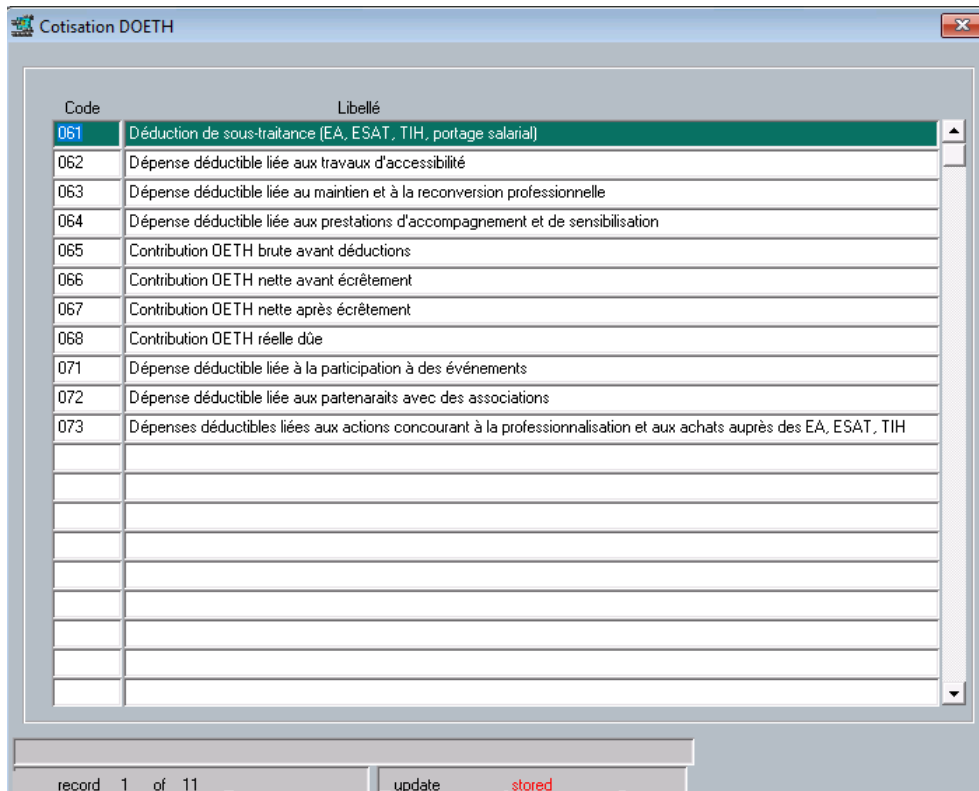 Cotisation DOETH
Code Libellé
061 Déduction de sous-traitance (EA, ESAT, TIH, portage salarial)
062 Dépense déductible liée aux travaux d'accessibilité
063 Dépense déductible liée au maintien et à la reconversion professionnelle
064 Dépense déductible liée aux prestations d'accompagnement et de sensibilisation
065 Contribution OETH brute avant déductions
066 Contribution OETH nette avant écrêtement
067 Contribution OETH nette après écrêtement
068 Contribution OETH réelle dûe
071 Dépense déductible liée à la participation à des événements
072 Dépense déductible liée aux partenaraits avec des associations
073 Dépenses déductibles liées aux actions concourant à la professionnalisation et aux achats auprès des EA, ESAT, TIH
record 1 of 11 update stored